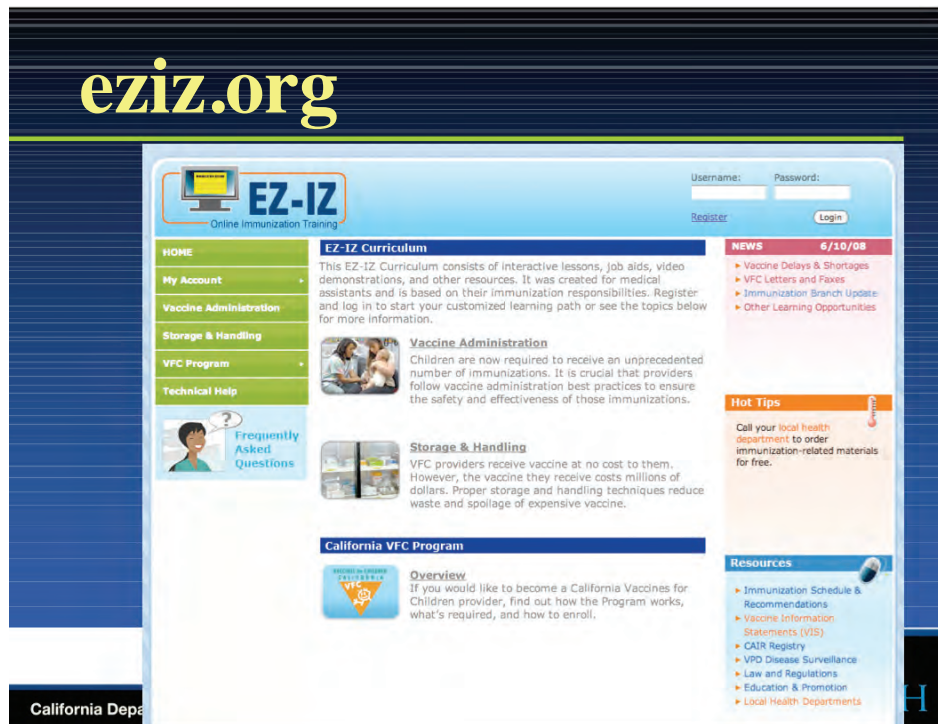 eziz.org
EZ-IZ
Online Immunization Training
Username: Password:
Register Login
HOME
My Account
Vaccine Administration
Storage & Handling
VFC Program
Technical Help
?
Frequently
Asked
Questions
EZ-IZ Curriculum
This EZ-IZ Curriculum consists of interactive lessons, job aids, video
demonstrations, and other resources. It was created for medical
assistants and is based on their immunization responsibilities. Register
and log in to start your customized learning path or see the topics below
for more information.
Vaccine Administration
Children are now required to receive an unprecedented
number of immunizations. It is crucial that providers
follow vaccine administration best practices to ensure
the safety and effectiveness of those immunizations.
Storage & Handling
VFC providers receive vaccine at no cost to them.
However, the vaccine they receive costs millions of
dollars. Proper storage and handling techniques reduce
waste and spoilage of expensive vaccine.
California VFC Program
VACCINES for CHILDREN
CALIFORNIA
VFC
Overview
If you would like to become a California Vaccines for
Children provider, find out how the Program works,
what's required, and how to enroll.
NEWS 6/10/08
Vaccine Delays & Shortages
VFC Letters and Faxes
Immunization Branch Update
Other Learning Opportunities
Hot Tips
Call your local health
department to order
immunization-related materials
for free.
Resources
Immunization Schedule &
Recommendations
Vaccine Information
Statements (VIS)
CAIR Registry
VPD Disease Surveillance
Law and Regulations
Education & Promotion
Local Health Departments
California Depa
H